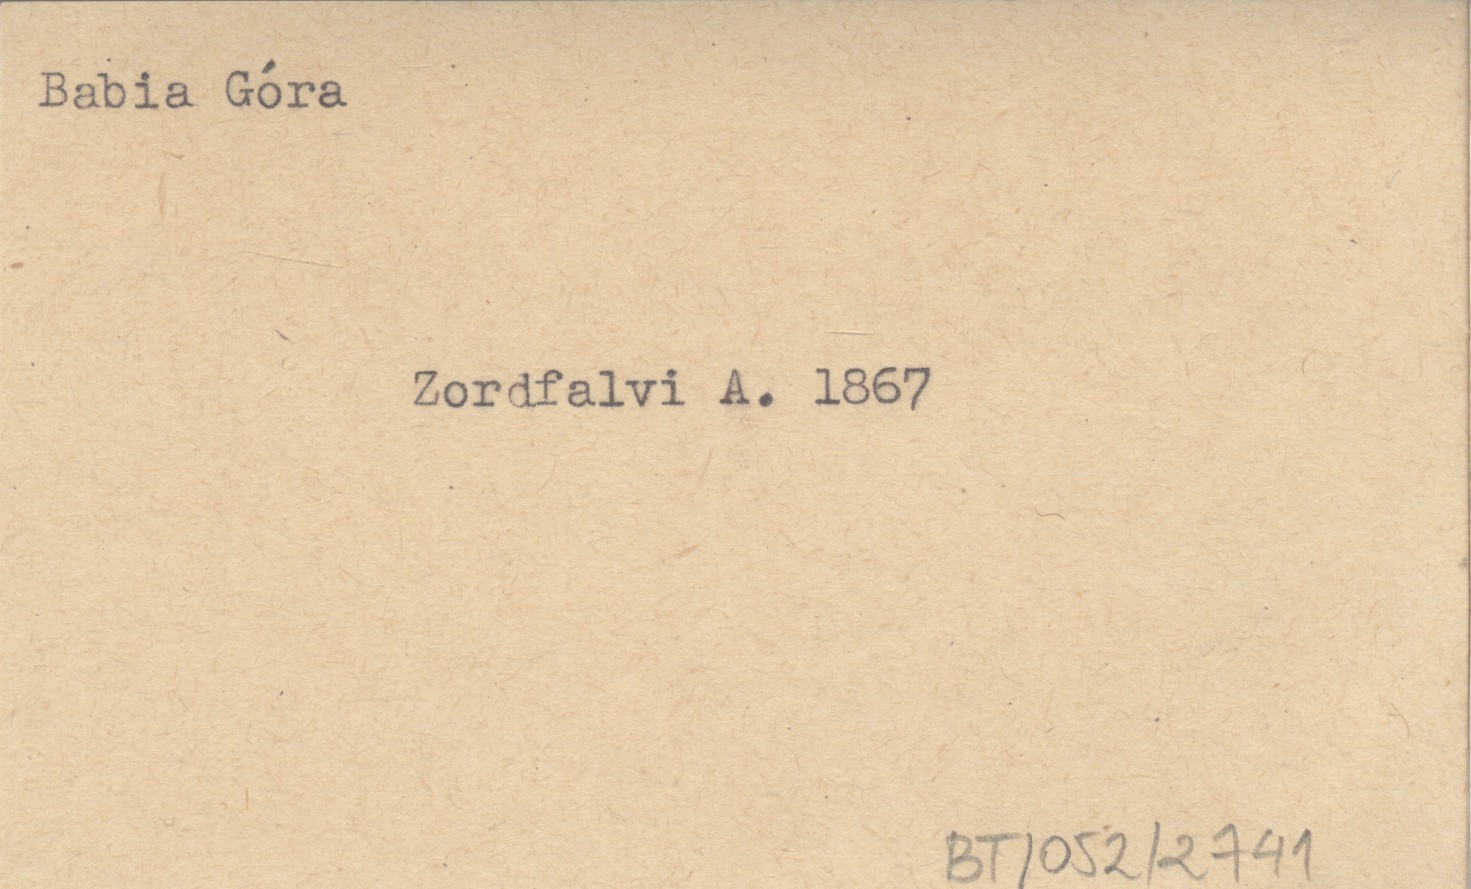 Babia Góra
Zordfalvi A. 1867
BT/052/2741